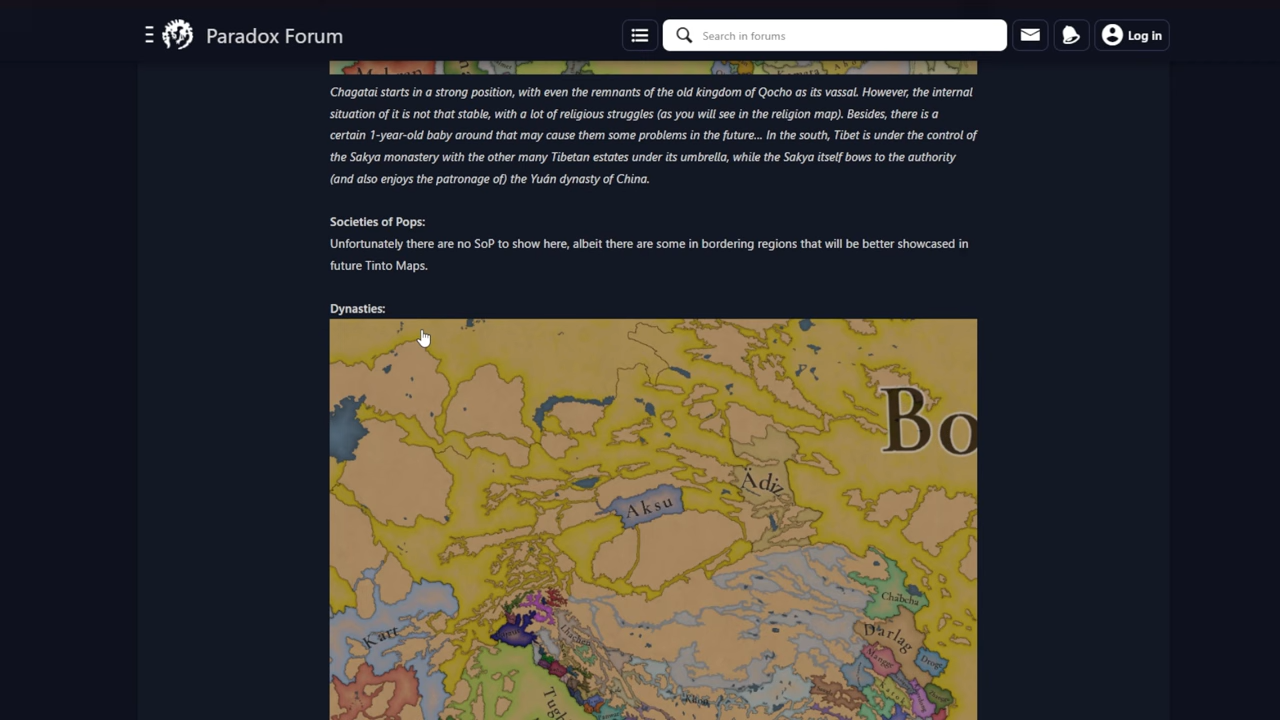 Paradox Forum
Search in forums
Log in
Chagatai starts in a strong position, with even the remnants of the old kingdom of Qocho as its vassal. However, the internal
situation of it is not that stable, with a lot of religious struggles (as you will see in the religion map). Besides, there is a
certain 1-year-old baby around that may cause them some problems in the future... In the south, Tibet is under the control of
the Sakya monastery with the other many Tibetan estates under its umbrella, while the Sakya itself bows to the authority
(and also enjoys the patronage of) the Yuán dynasty of China.
Societies of Pops:
Unfortunately there are no SoP to show here, albeit there are some in bordering regions that will be better showcased in
future Tinto Maps.
Dynasties:
Bo
Ädiz
Aksu
Chabcha
Kart
Darlag
Lhachen
Khön
Tugh